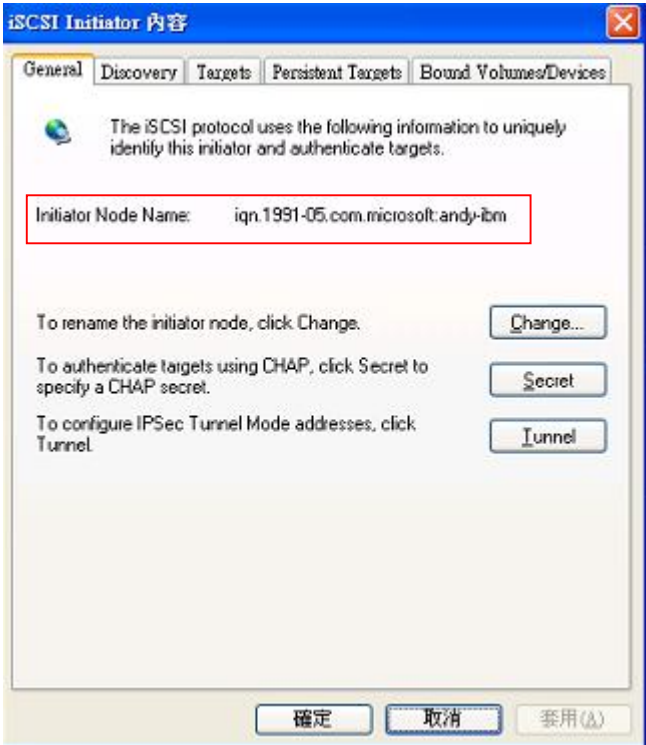 iSCSI Initiator 內容
General Discovery Targets Persistent Targets Bound Volumes/Devices
The iSCSI protocol uses the following information to uniquely
identify this initiator and authenticate targets.
Initiator Node Name: iqn.1991-05.com.microsoft:andy-ibm
To rename the initiator node, click Change.
Change...
To authenticate targets using CHAP, click Secret to
specify a CHAP secret.
Secret
To configure IPSec Tunnel Mode addresses, click
Tunnel.
Tunnel
確定 取消 套用(A)